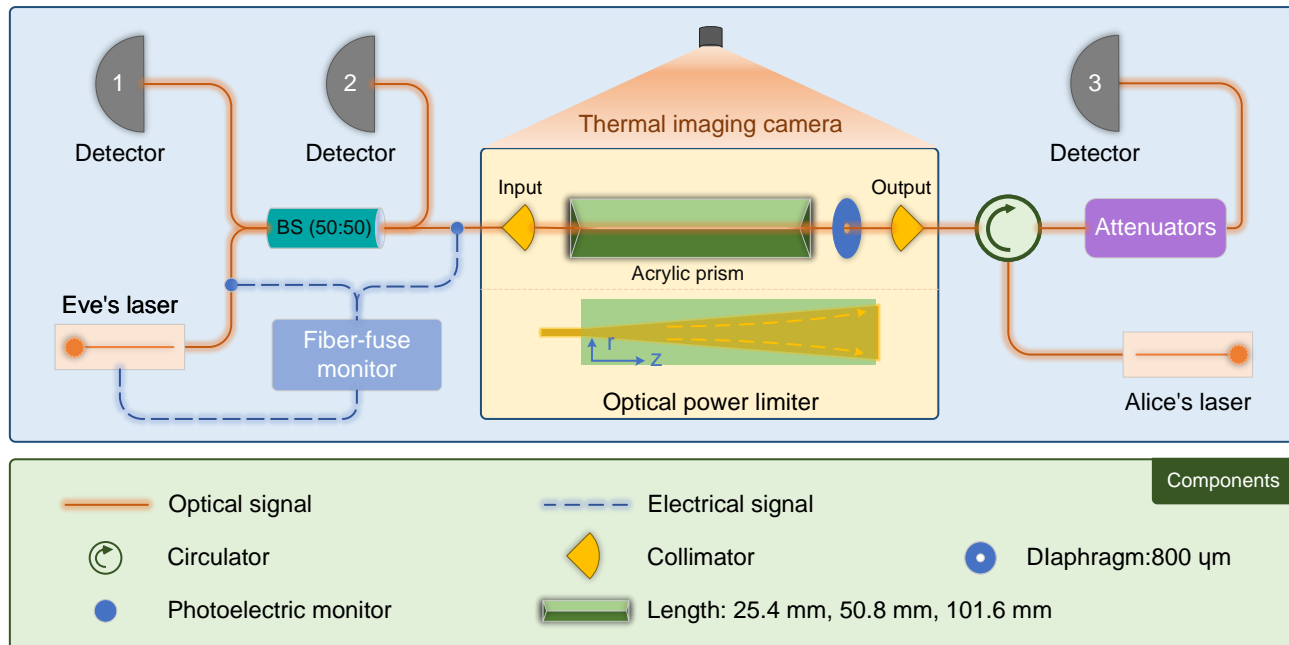 1
2
3
Detector
Detector
Detector
Thermal imaging camera
Input
Output
BS (50:50)
Attenuators
Acrylic prism
Eve's laser
Fiber-fuse
monitor
r
z
Optical power limiter
Alice's laser
Components
Optical signal
Electrical signal
Circulator
Collimator
DIaphragm:800 ųm
Photoelectric monitor
Length: 25.4 mm, 50.8 mm, 101.6 mm